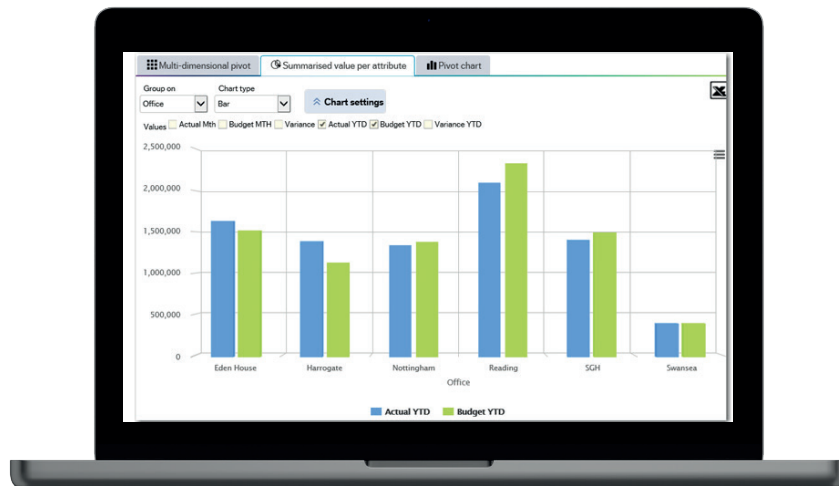 Multi-dimensional pivot Summarised value per attribute Pivot chart
Group on Chart type
Office Bar Chart settings
Values Actual Mth Budget MTH Variance Actual YTD Budget YTD Variance YTD
2,500,000
2,000,000
1,500,000
1,000,000
500,000
0
Eden House Harrogate Nottingham Reading SGH Swansea
Office
Actual YTD Budget YTD